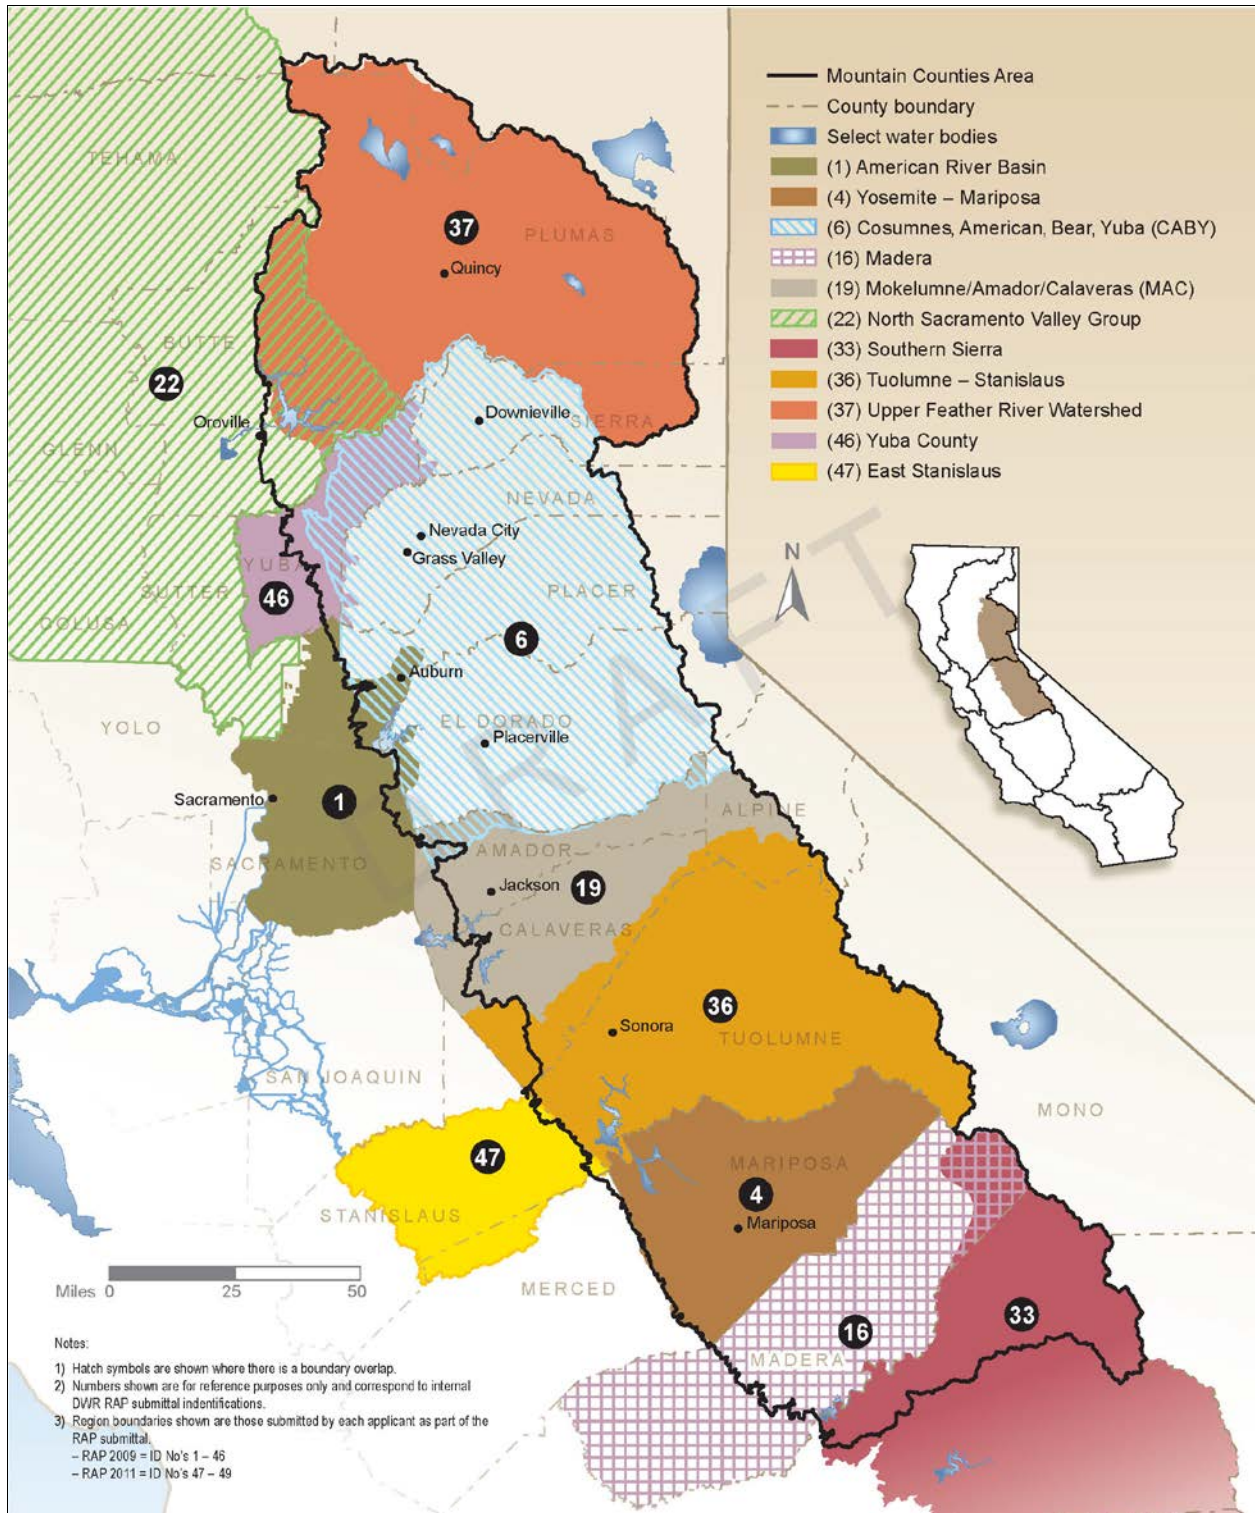 Mountain Counties Area
County boundary
Select water bodies
(1) American River Basin
(4) Yosemite – Mariposa
(6) Cosumnes, American, Bear, Yuba (CABY)
(16) Madera
(19) Mokelumne/Amador/Calaveras (MAC)
(22) North Sacramento Valley Group
(33) Southern Sierra
(36) Tuolumne – Stanislaus
(37) Upper Feather River Watershed
(46) Yuba County
(47) East Stanislaus
TEHAMA
37
PLUMAS
Quincy
BUTTE
22
Downieville
SIERRA
Oroville
GLENN
NEVADA
Nevada City
Grass Valley
N
YUBA
SUTTER
46
PLACER
COLUSA
6
Auburn
YOLO
EL DORADO
Placerville
Sacramento
1
ALPINE
SACRAMENTO
AMADOR
Jackson
19
CALAVERAS
36
Sonora
TUOLUMNE
SAN JOAQUIN
MONO
47
MARIPOSA
4
STANISLAUS
Mariposa
MERCED
33
16
MADERA
DRAFT
Miles 0 25 50
Notes:
1) Hatch symbols are shown where there is a boundary overlap.
2) Numbers shown are for reference purposes only and correspond to internal
DWR RAP submittal indentifications.
3) Region boundaries shown are those submitted by each applicant as part of the
RAP submittal.
– RAP 2009 = ID No's 1 – 46
– RAP 2011 = ID No's 47 – 49